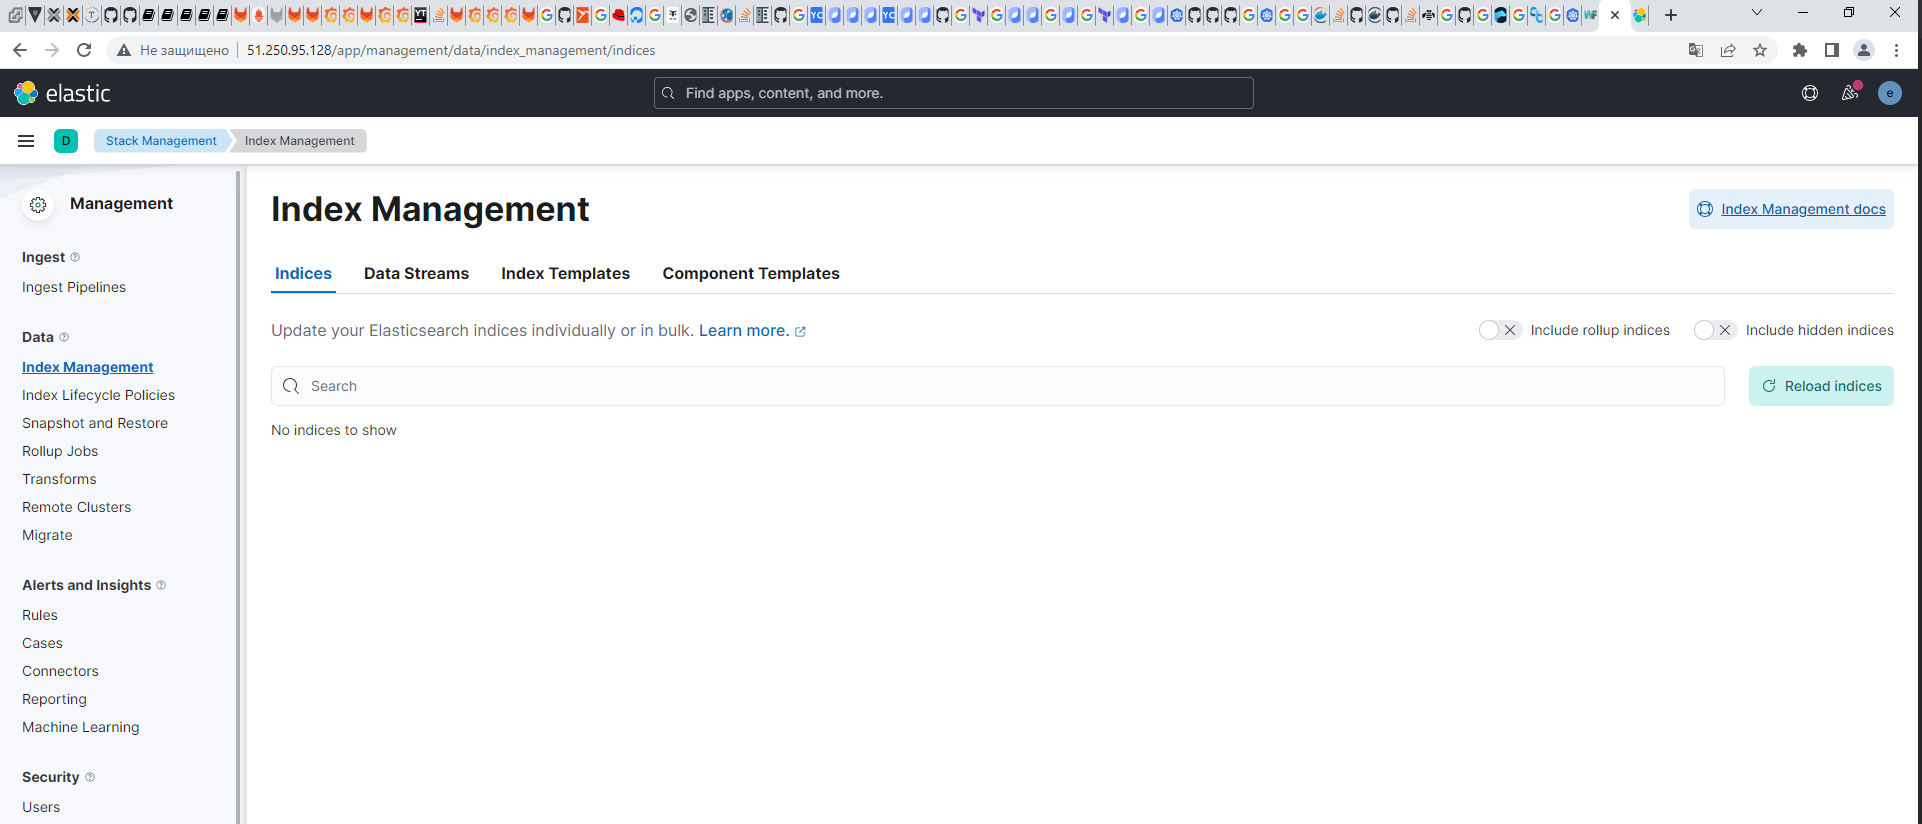 Не защищено
51.250.95.128/app/management/data/index_management/indices
elastic
Find apps, content, and more.
e
D
Stack Management
Index Management
Management
Ingest
Ingest Pipelines
Data
Index Management
Index Lifecycle Policies
Snapshot and Restore
Rollup Jobs
Transforms
Remote Clusters
Migrate
Alerts and Insights
Rules
Cases
Connectors
Reporting
Machine Learning
Security
Users
Index Management
Index Management docs
Indices
Data Streams
Index Templates
Component Templates
Update your Elasticsearch indices individually or in bulk. Learn more.
Include rollup indices
Include hidden indices
Search
Reload indices
No indices to show